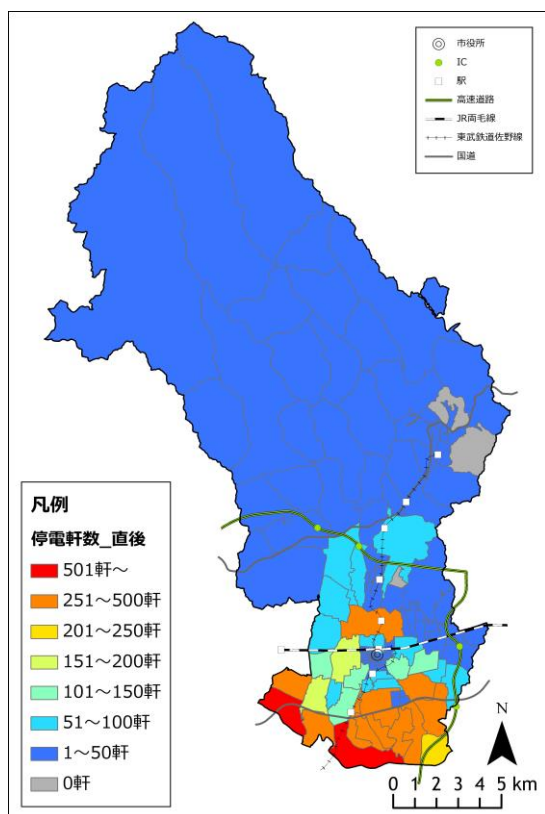 市役所
IC
駅
高速道路
JR両毛線
東武鉄道佐野線
国道
凡例
停電軒数_直後
501軒～
251～500軒
201～250軒
151～200軒
101～150軒
51～100軒
1～50軒
0軒
N
0 1 2 3 4 5 km